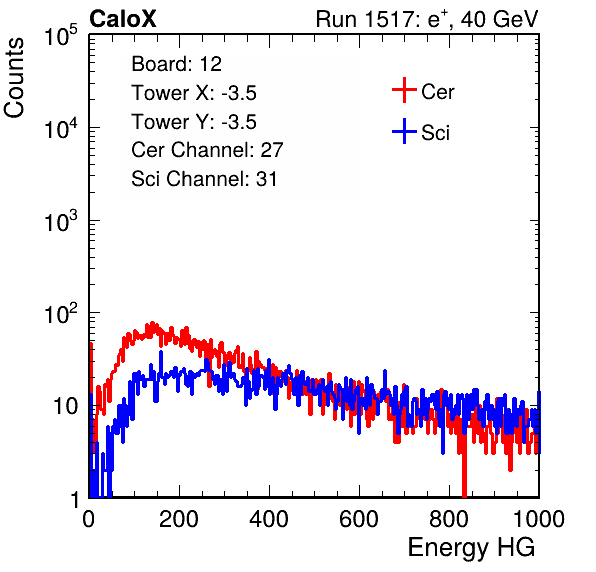 CaloX Run 1517: e⁺, 40 GeV
Counts
10⁵
10⁴
10³
10²
10
1
Board: 12
Tower X: -3.5
Tower Y: -3.5
Cer Channel: 27
Sci Channel: 31
Cer
Sci
0 200 400 600 800 1000
Energy HG